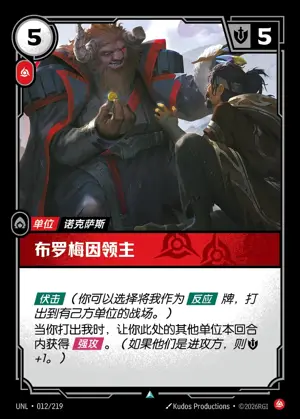 5
5
单位 诺克萨斯
布罗梅因领主
伏击 (你可以选择将我作为 反应 牌，打
出到有己方单位的战场。)
当你打出我时，让你此处的其他单位本回合
内获得 强攻 。(如果他们是进攻方，则
+1。)
UNL • 012/219
Kudos Productions • ©2026RGI